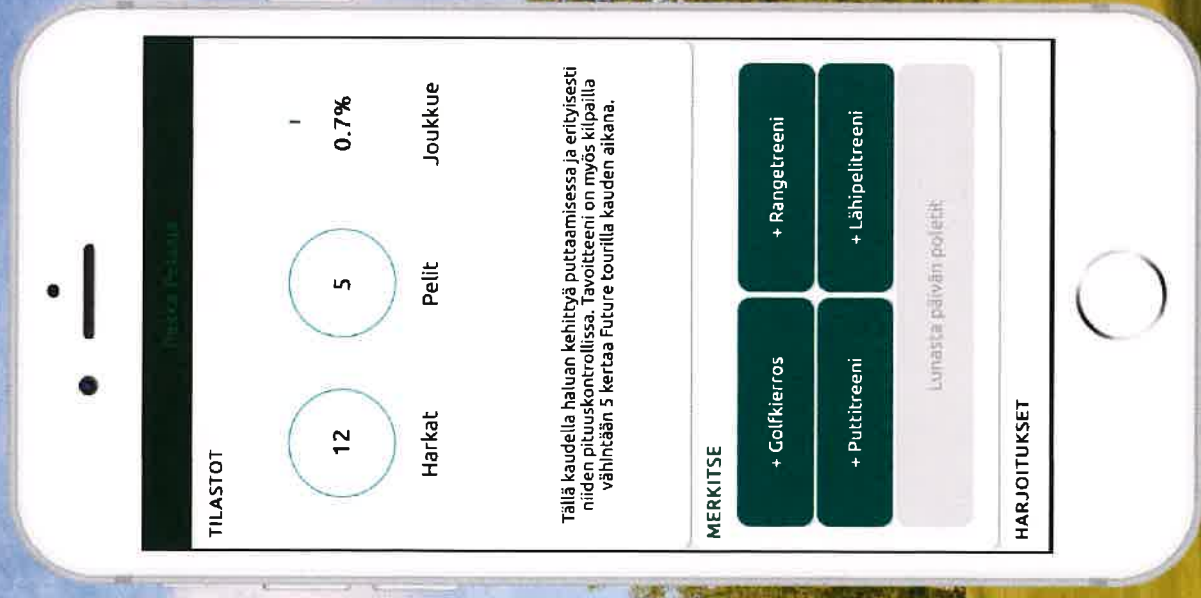 TILASTOT
12
5
0.7%
Harkat
Pelit
Joukkue
Tällä kaudella haluan kehittyä puttaamisessa ja erityisesti
niiden pituuskontrollissa. Tavoitteeni on myös kilpailla
vähintään 5 kertaa Future tourilla kauden aikana.
MERKITSE
+ Golfkierros
+ Rangetreeni
+ Puttitreeni
+ Lähipelitreeni
Lunasta päivän poletit
HARJOITUKSET